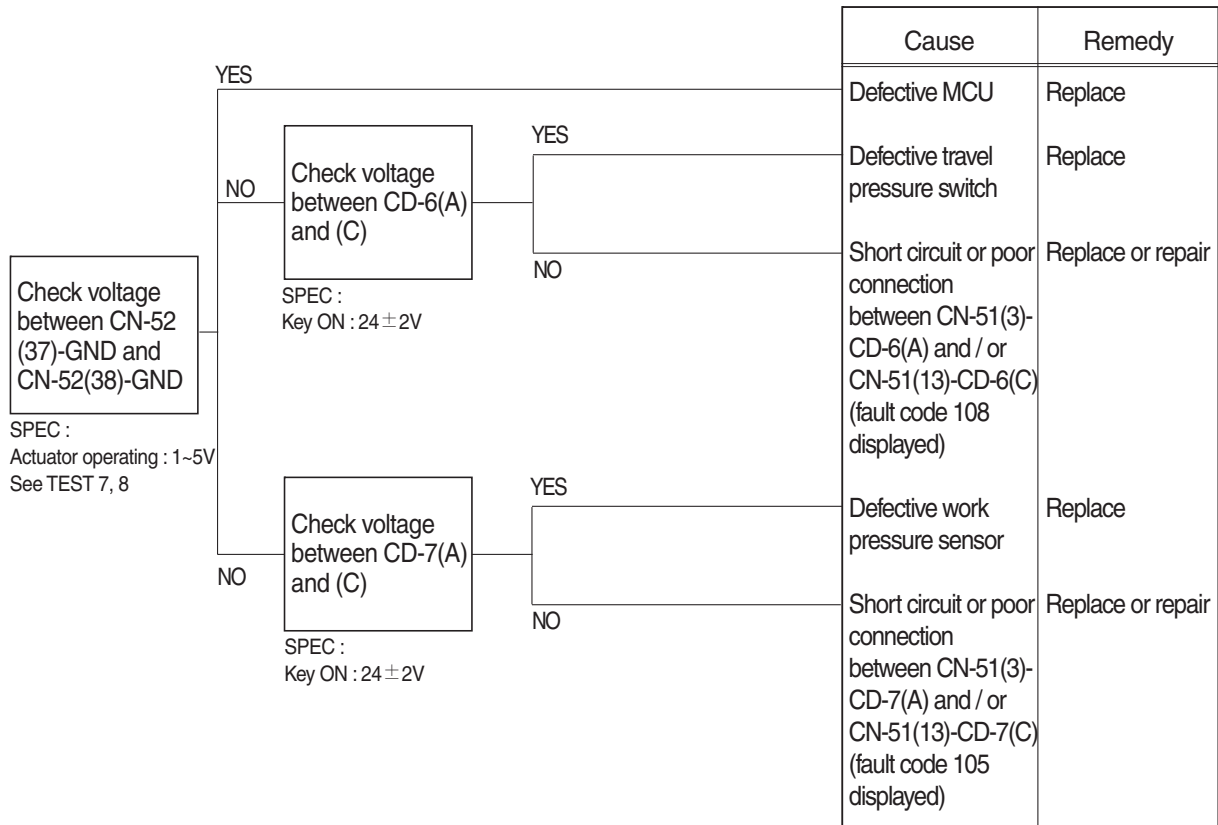 Cause Remedy
YES
Defective MCU Replace
YES
Check voltage
between CD-6(A)
and (C)
NO
Defective travel
pressure switch
Replace
NO
Short circuit or poor
connection
between CN-51(3)-
CD-6(A) and / or
CN-51(13)-CD-6(C)
(fault code 108
displayed)
Replace or repair
SPEC :
Key ON : 24±2V
Check voltage
between CN-52
(37)-GND and
CN-52(38)-GND
SPEC :
Actuator operating : 1~5V
See TEST 7, 8
YES
Check voltage
between CD-7(A)
and (C)
NO
Defective work
pressure sensor
Replace
NO
Short circuit or poor
connection
between CN-51(3)-
CD-7(A) and / or
CN-51(13)-CD-7(C)
(fault code 105
displayed)
Replace or repair
SPEC :
Key ON : 24±2V